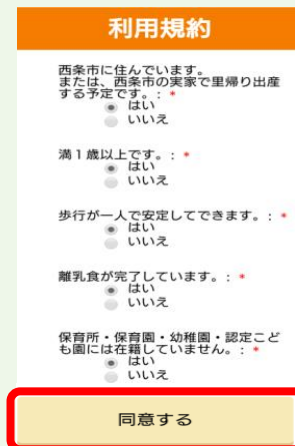 利用規約
西条市に住んでいます。
または、西条市の実家で里帰り出産
する予定です。: *
はい
いいえ
満1歳以上です。: *
はい
いいえ
歩行が一人で安定してできます。: *
はい
いいえ
離乳食が完了しています。: *
はい
いいえ
保育所・保育園・幼稚園・認定こど
も園には在籍していません。: *
はい
いいえ
同意する